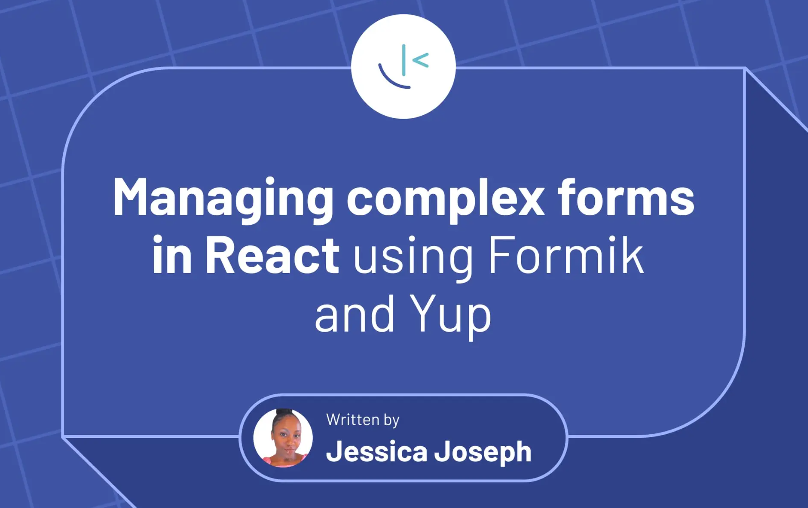 Managing complex forms
in React using Formik
and Yup
Written by
Jessica Joseph